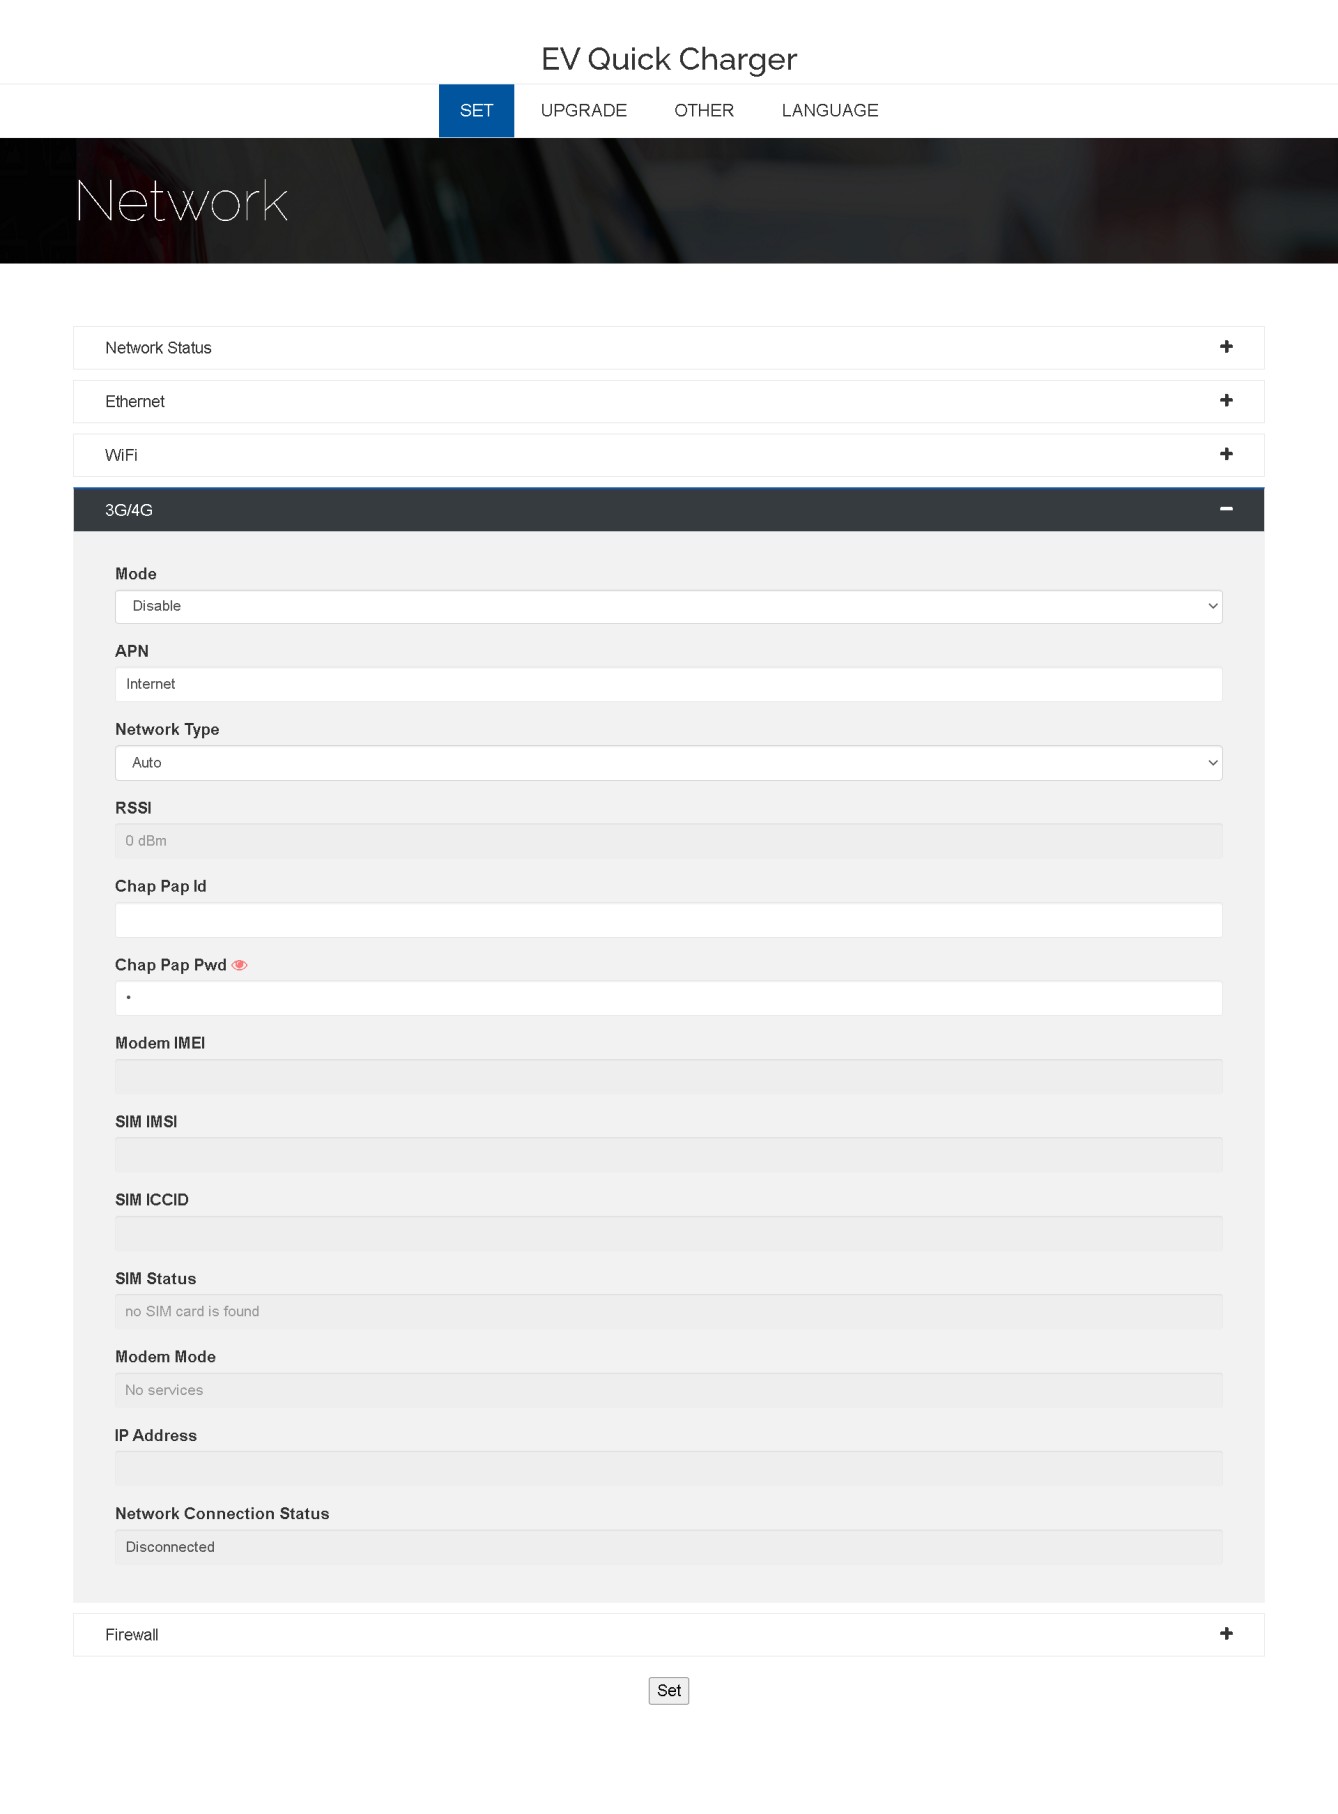 EV Quick Charger
SET UPGRADE OTHER LANGUAGE
Network
Network Status
Ethernet
WiFi
3G/4G
Mode
Disable
APN
Internet
Network Type
Auto
RSSI
0 dBm
Chap Pap Id
Chap Pap Pwd
•
Modem IMEI
SIM IMSI
SIM ICCID
SIM Status
no SIM card is found
Modem Mode
No services
IP Address
Network Connection Status
Disconnected
Firewall
Set